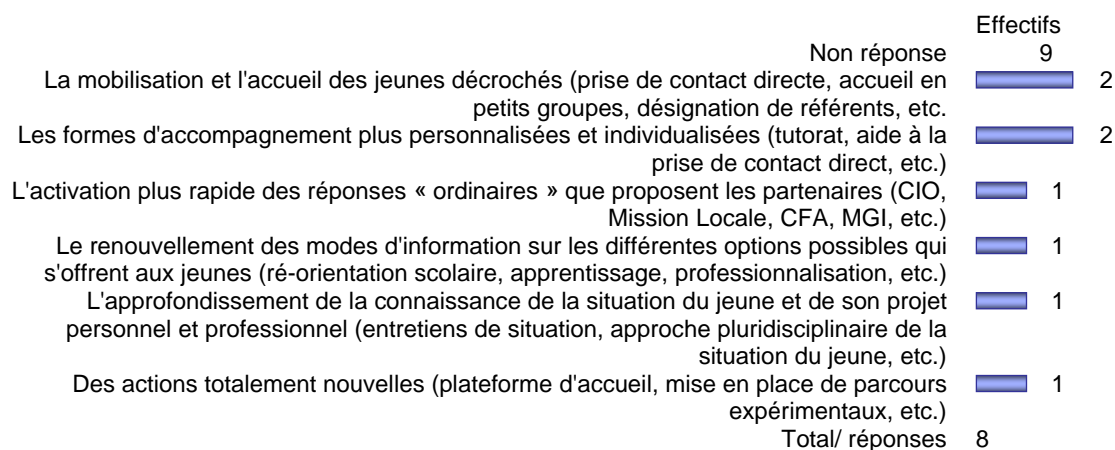 Effectifs
Non réponse 9
La mobilisation et l'accueil des jeunes décrochés (prise de contact directe, accueil en 2
petits groupes, désignation de référents, etc.
Les formes d'accompagnement plus personnalisées et individualisées (tutorat, aide à la 2
prise de contact direct, etc.)
L'activation plus rapide des réponses « ordinaires » que proposent les partenaires (CIO, 1
Mission Locale, CFA, MGI, etc.)
Le renouvellement des modes d'information sur les différentes options possibles qui 1
s'offrent aux jeunes (ré-orientation scolaire, apprentissage, professionnalisation, etc.)
L'approfondissement de la connaissance de la situation du jeune et de son projet 1
personnel et professionnel (entretiens de situation, approche pluridisciplinaire de la
situation du jeune, etc.)
Des actions totalement nouvelles (plateforme d'accueil, mise en place de parcours 1
expérimentaux, etc.)
Total/ réponses 8